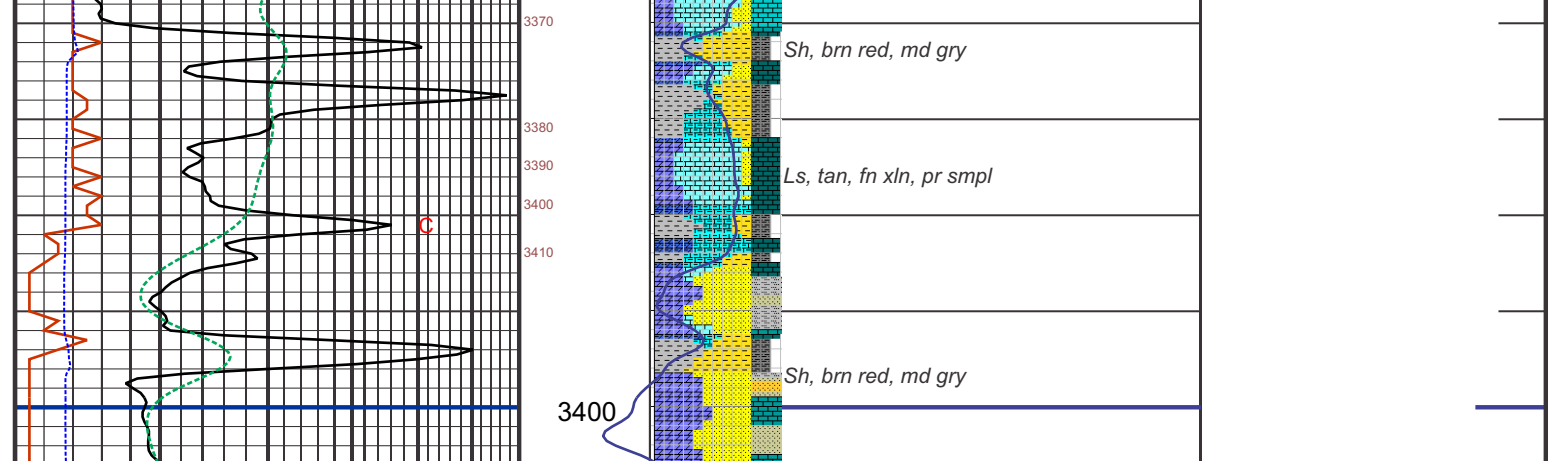 3370
Sh, brn red, md gry
3380
3390
Ls, tan, fn xln, pr smpl
3400
C
3410
Sh, brn red, md gry
3400